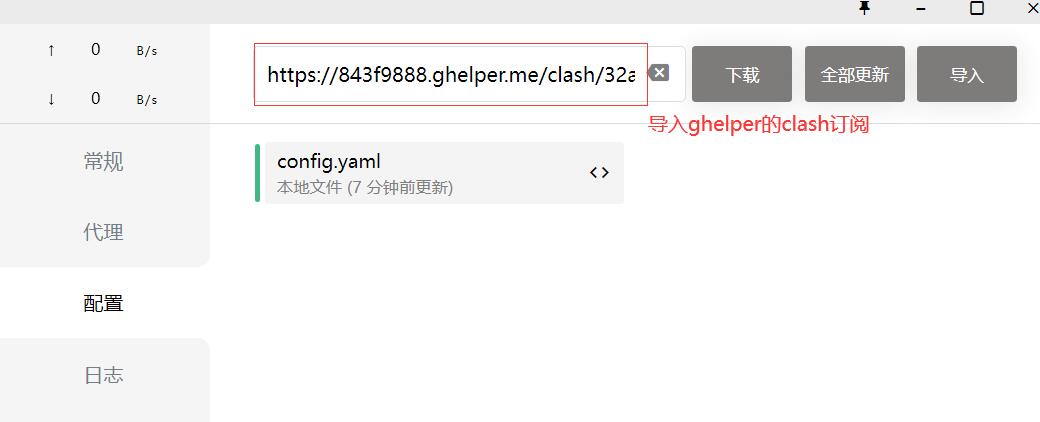 ↑ 0 B/s
↓ 0 B/s
https://843f9888.ghelper.me/clash/32a
下载
全部更新
导入
导入ghelper的clash订阅
常规
代理
配置
日志
config.yaml
本地文件 (7 分钟前更新)
<>